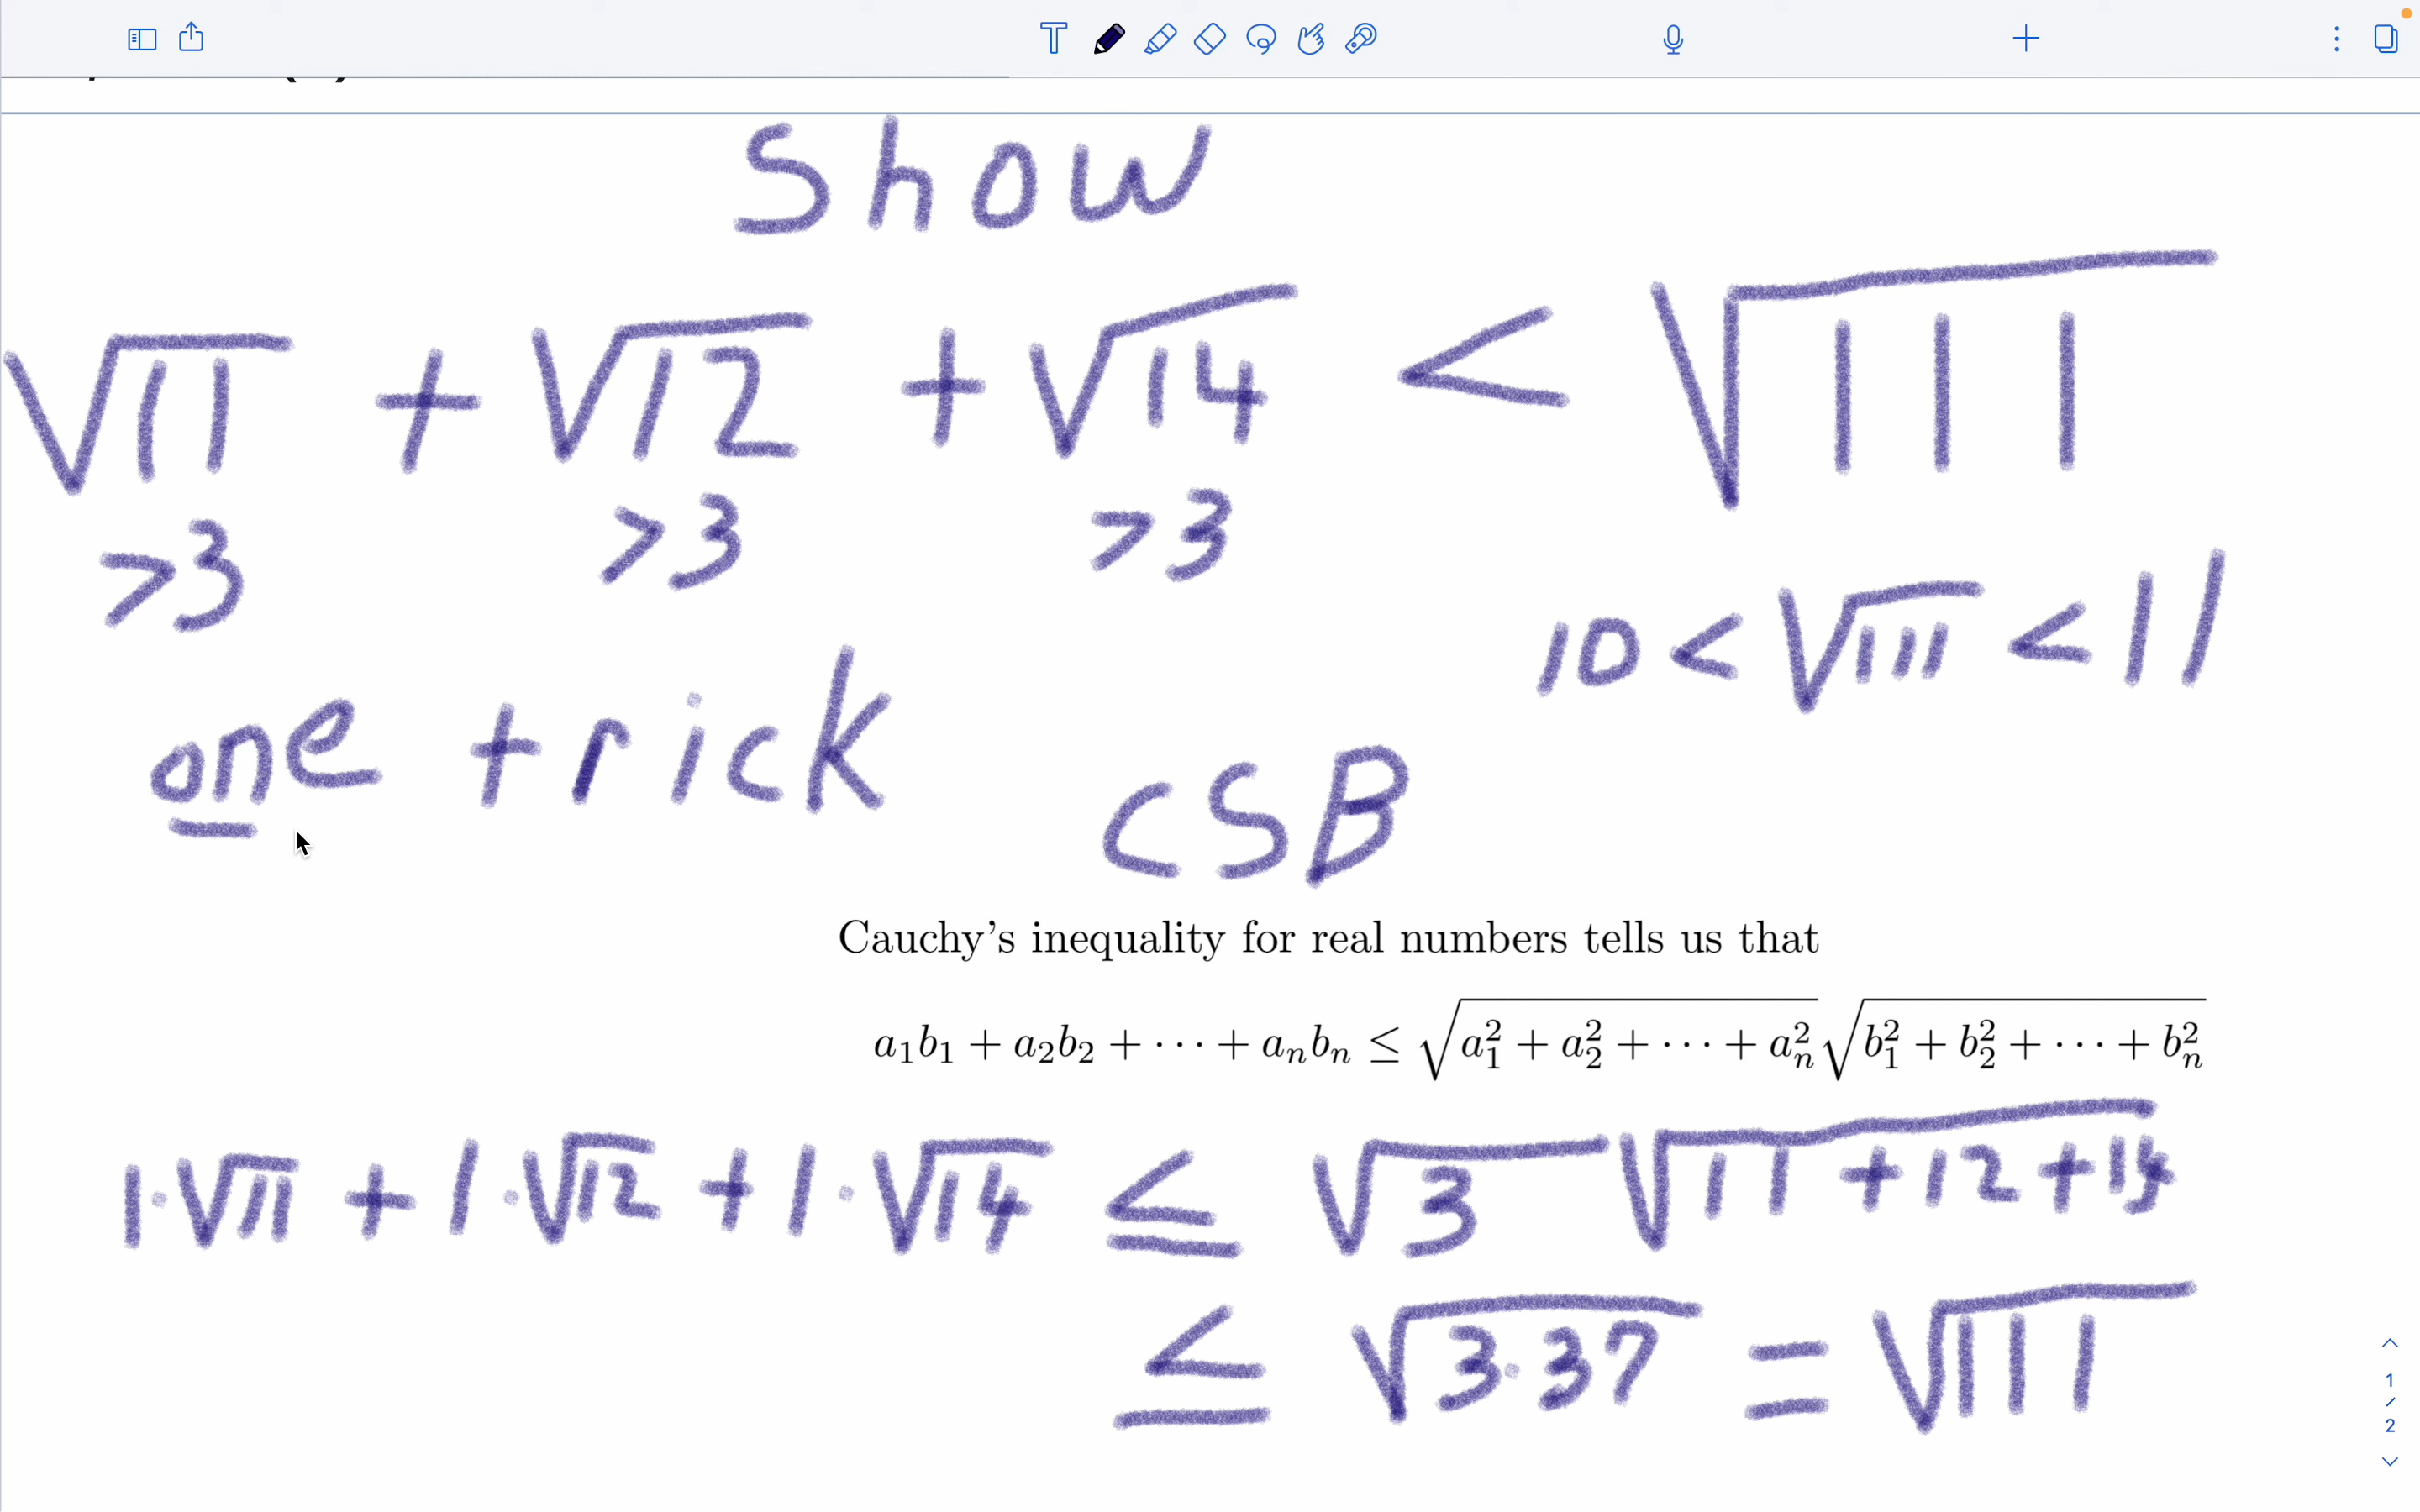 Show
√11 + √12 + √14 < √111
>3 >3 >3
10 < √111 < 11
one trick
CSB
Cauchy's inequality for real numbers tells us that
a₁b₁ + a₂b₂ + ⋯ + aₙbₙ ≤ √(a₁² + a₂² + ⋯ + aₙ²) √(b₁² + b₂² + ⋯ + bₙ²)
1·√11 + 1·√12 + 1·√14 ≤ √3 √(11 + 12 + 14)
≤ √(3·37) = √111
1
/
2